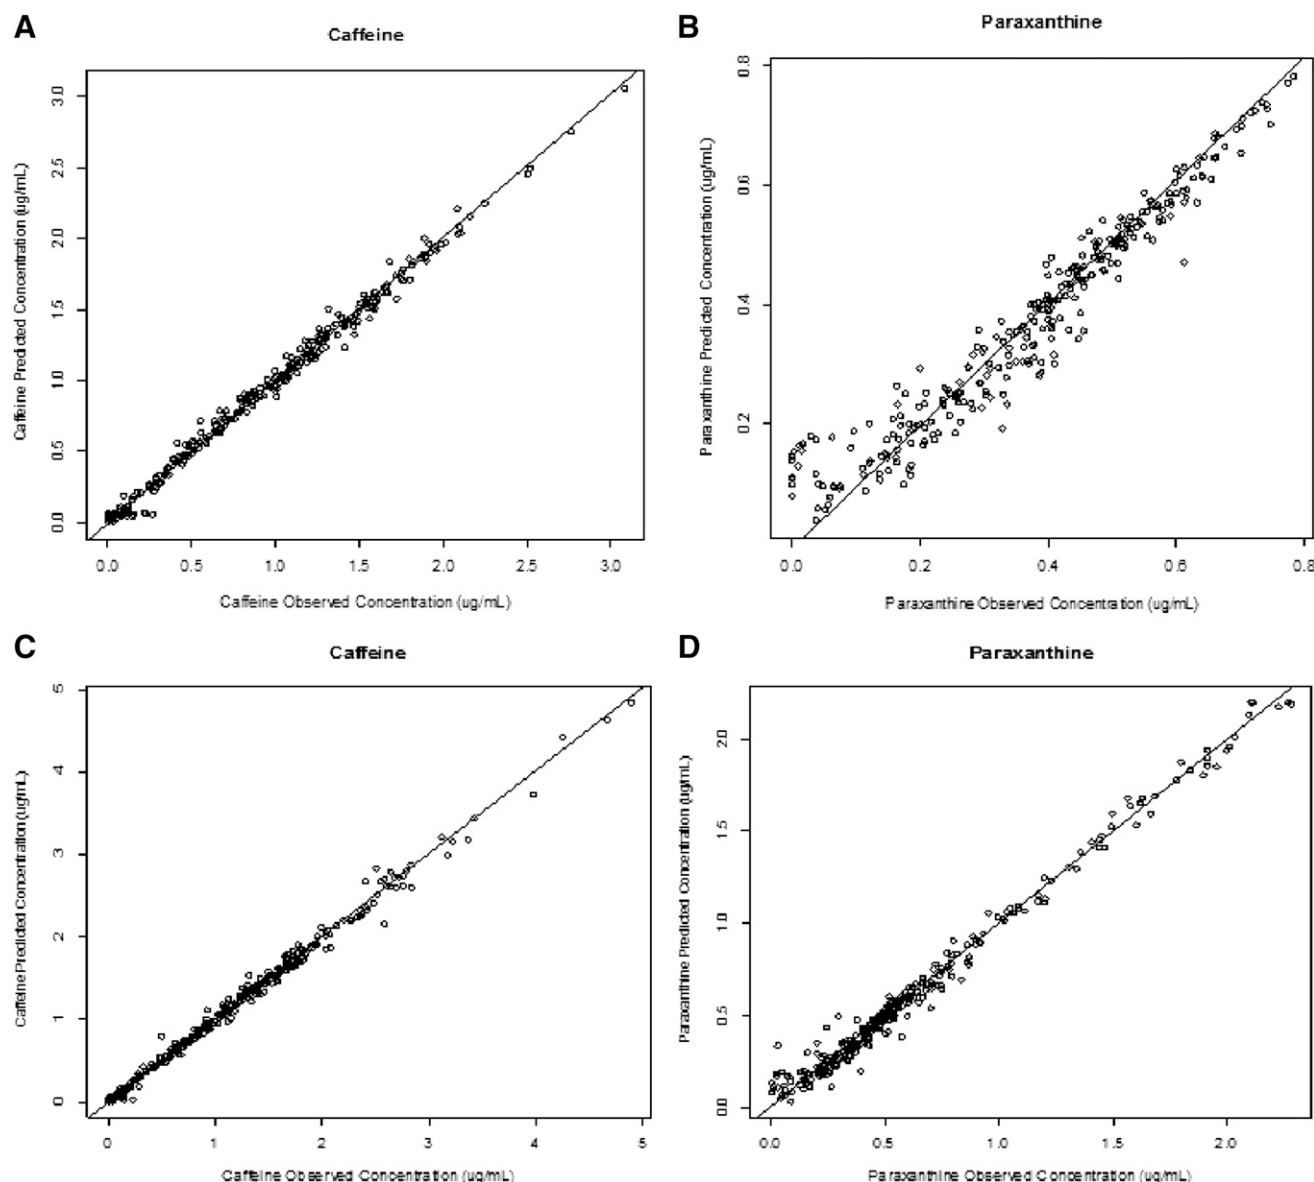 A
Caffeine
Caffeine Predicted Concentration (ug/mL)
0.0 0.5 1.0 1.5 2.0 2.5 3.0
0.0 0.5 1.0 1.5 2.0 2.5 3.0
Caffeine Observed Concentration (ug/mL)
B
Paraxanthine
Paraxanthine Predicted Concentration (ug/mL)
0.2 0.4 0.6 0.8
0.0 0.2 0.4 0.6 0.8
Paraxanthine Observed Concentration (ug/mL)
C
Caffeine
Caffeine Predicted Concentration (ug/mL)
0 1 2 3 4 5
0 1 2 3 4 5
Caffeine Observed Concentration (ug/mL)
D
Paraxanthine
Paraxanthine Predicted Concentration (ug/mL)
0.0 0.5 1.0 1.5 2.0
0.0 0.5 1.0 1.5 2.0
Paraxanthine Observed Concentration (ug/mL)